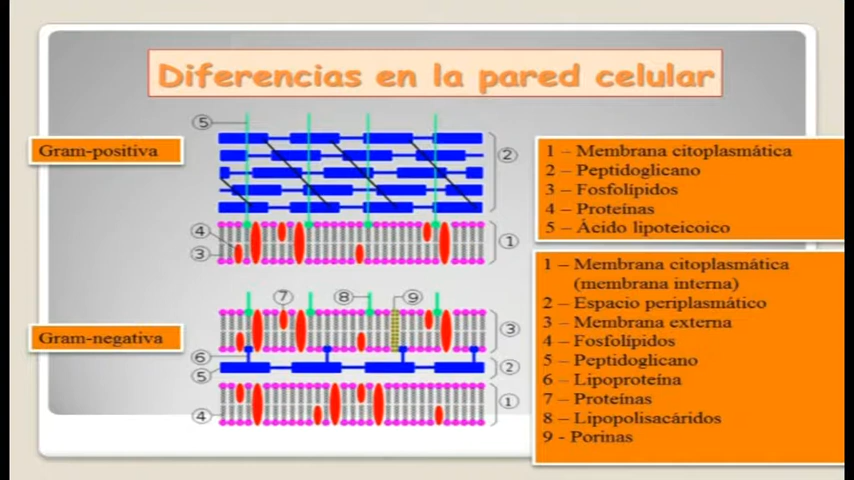 Diferencias en la pared celular
Gram-positiva
5
2
4
3
1
1 – Membrana citoplasmática
2 – Peptidoglicano
3 – Fosfolípidos
4 – Proteínas
5 – Ácido lipoteicoico
Gram-negativa
7
8
9
3
6
5
2
4
1
1 – Membrana citoplasmática
(membrana interna)
2 – Espacio periplasmático
3 – Membrana externa
4 – Fosfolípidos
5 – Peptidoglicano
6 – Lipoproteína
7 – Proteínas
8 – Lipopolisacáridos
9 - Porinas